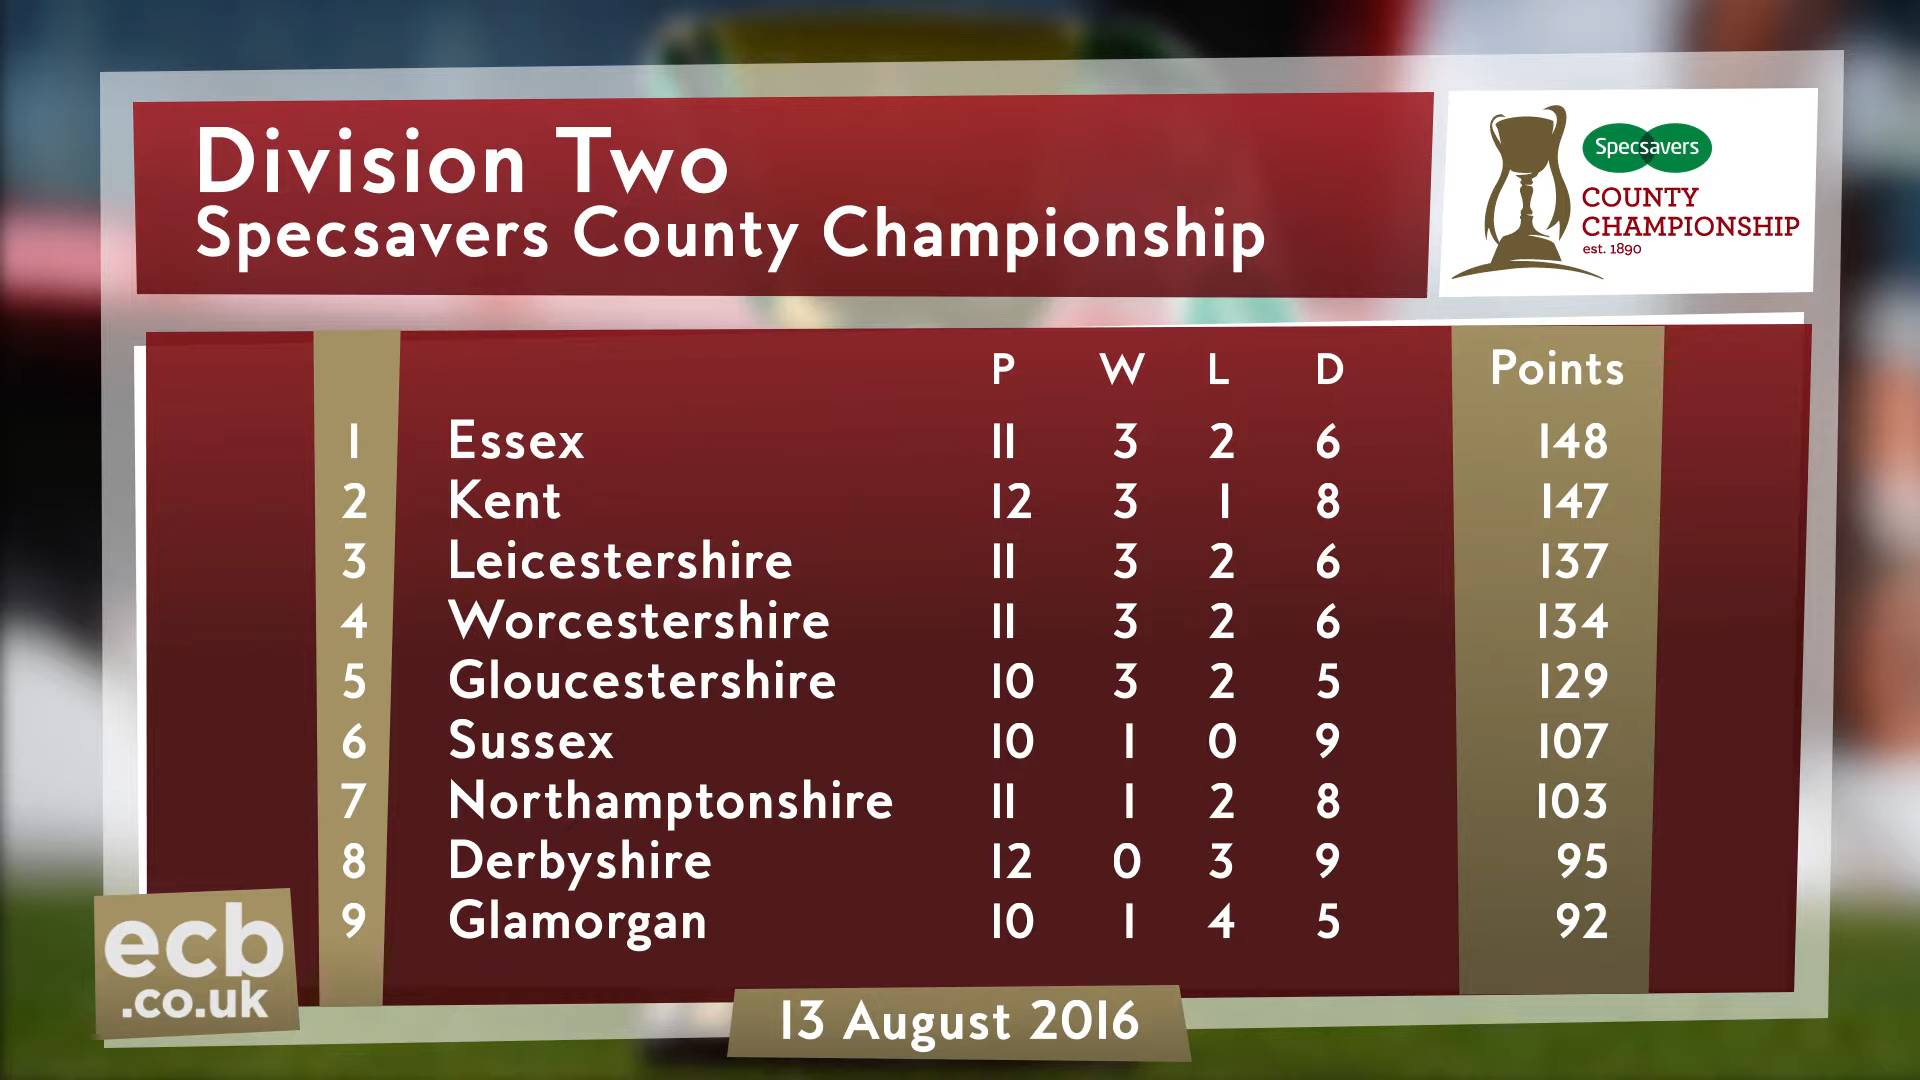 Division Two
Specsavers County Championship
Specsavers
COUNTY
CHAMPIONSHIP
est. 1890
P W L D Points
1 Essex 11 3 2 6 148
2 Kent 12 3 1 8 147
3 Leicestershire 11 3 2 6 137
4 Worcestershire 11 3 2 6 134
5 Gloucestershire 10 3 2 5 129
6 Sussex 10 1 0 9 107
7 Northamptonshire 11 1 2 8 103
8 Derbyshire 12 0 3 9 95
9 Glamorgan 10 1 4 5 92
ecb
.co.uk
13 August 2016